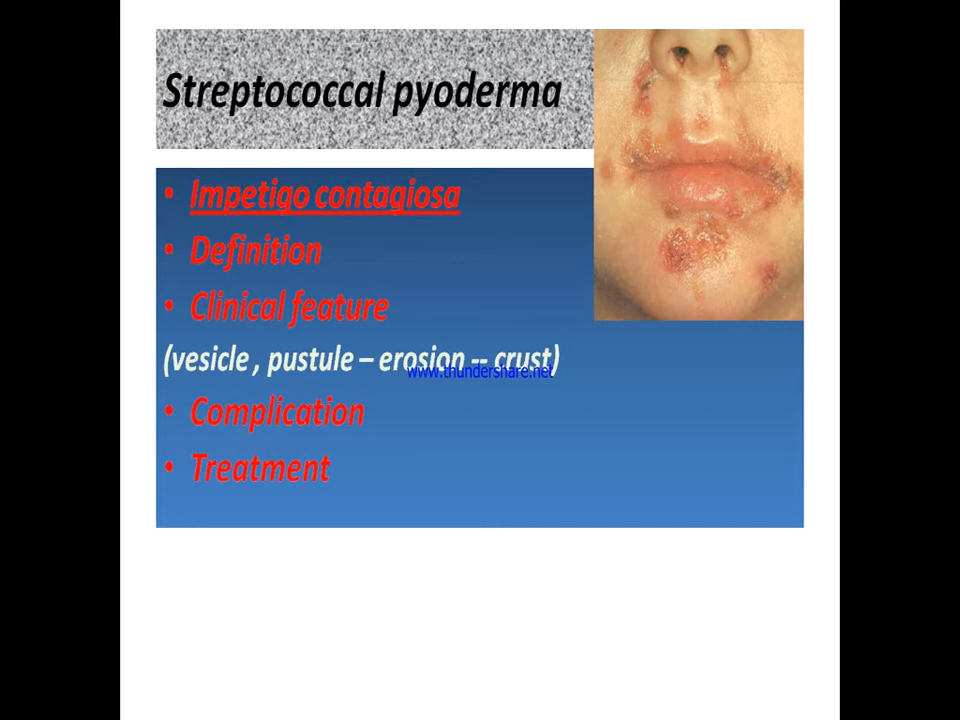 Streptococcal pyoderma
• Impetigo contagiosa
• Definition
• Clinical feature
(vesicle , pustule – erosion -- crust)
www.thundershare.net
• Complication
• Treatment